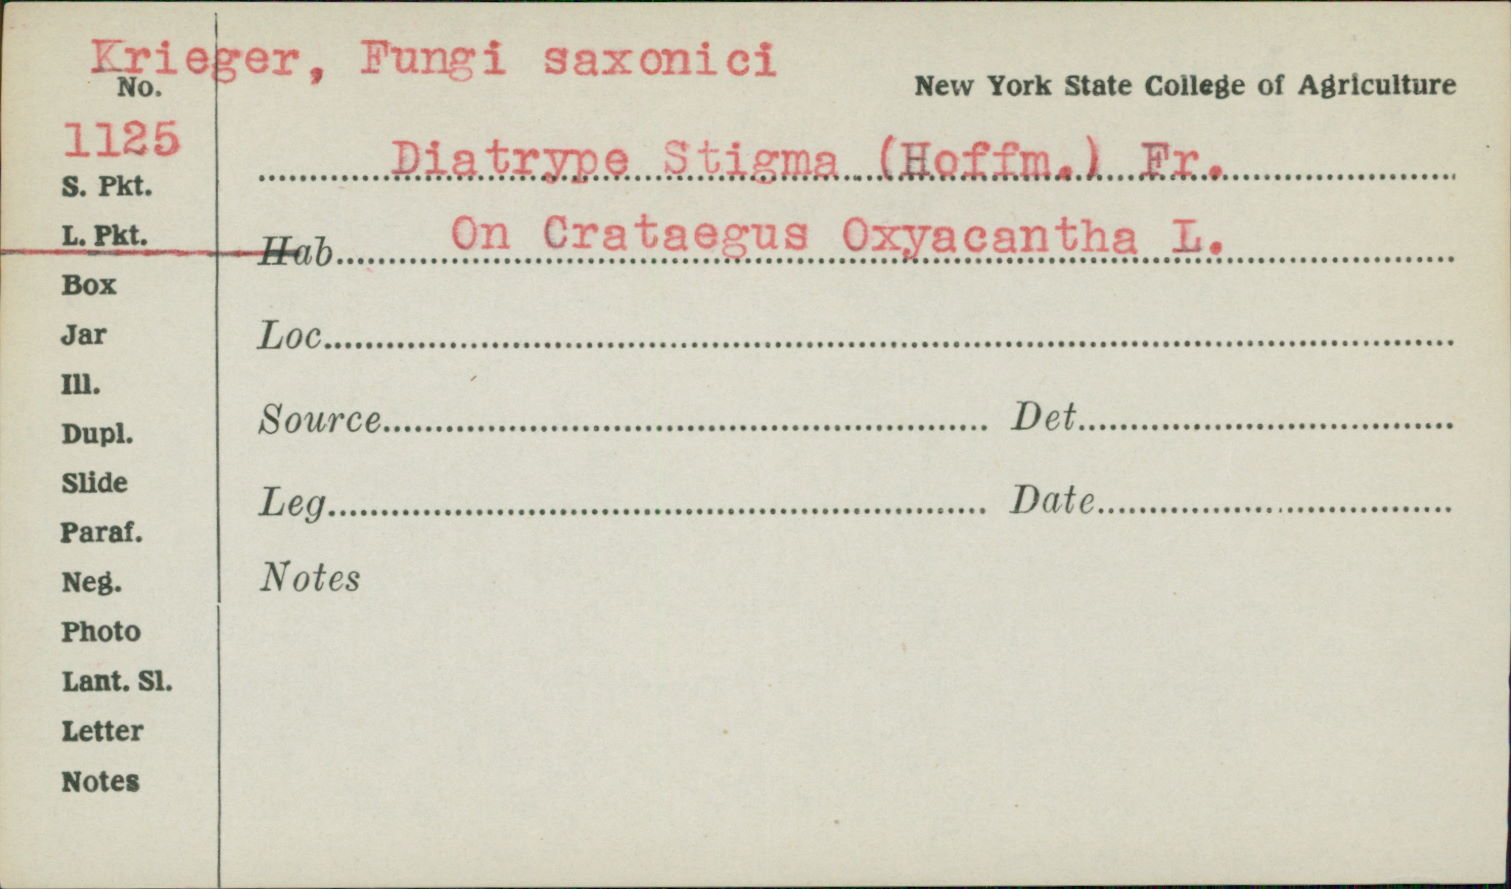 Krieger, Fungi saxonici
No.
New York State College of Agriculture
1125
Diatrype Stigma (Hoffm.) Fr.
S. Pkt.
L. Pkt.
Hab. On Crataegus Oxyacantha L.
Box
Jar
Loc.
Ill.
Dupl.
Source Det.
Slide
Leg. Date
Paraf.
Neg.
Notes
Photo
Lant. Sl.
Letter
Notes